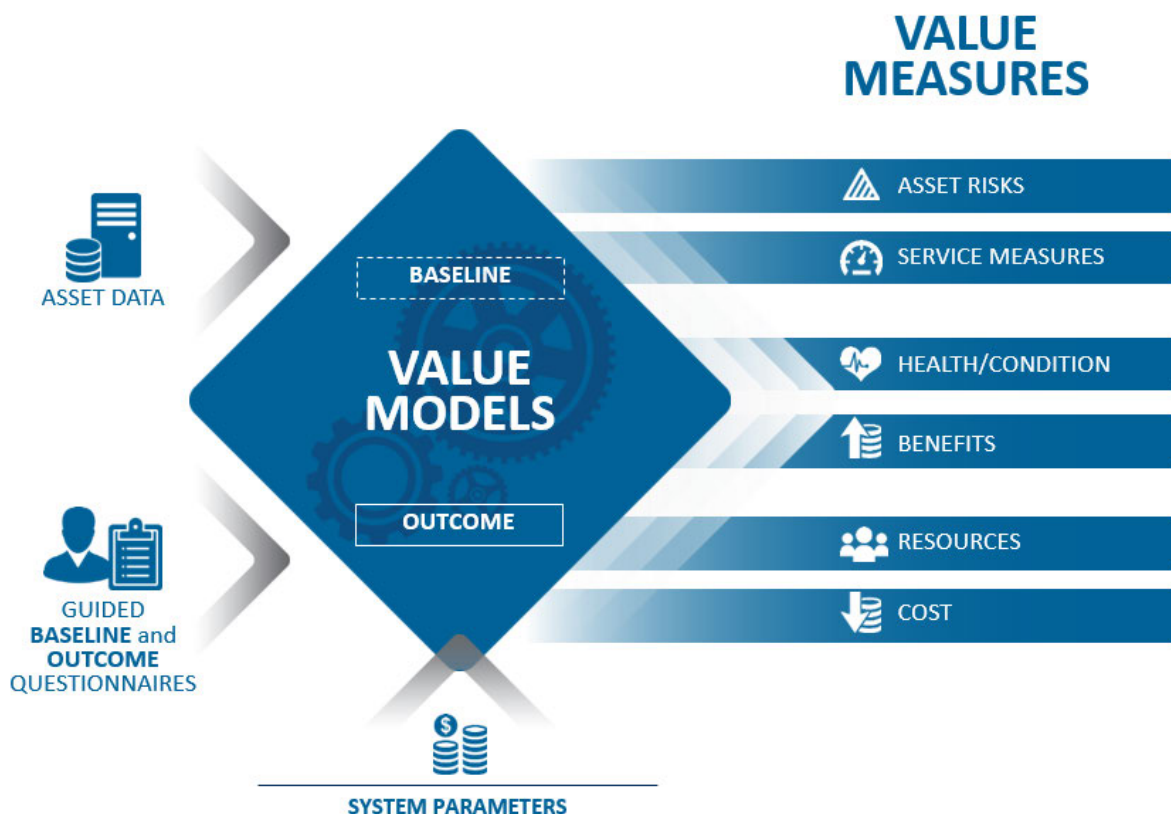 VALUE
MEASURES
ASSET DATA
GUIDED
BASELINE and
OUTCOME
QUESTIONNAIRES
BASELINE
VALUE
MODELS
OUTCOME
$
SYSTEM PARAMETERS
ASSET RISKS
SERVICE MEASURES
HEALTH/CONDITION
BENEFITS
RESOURCES
COST